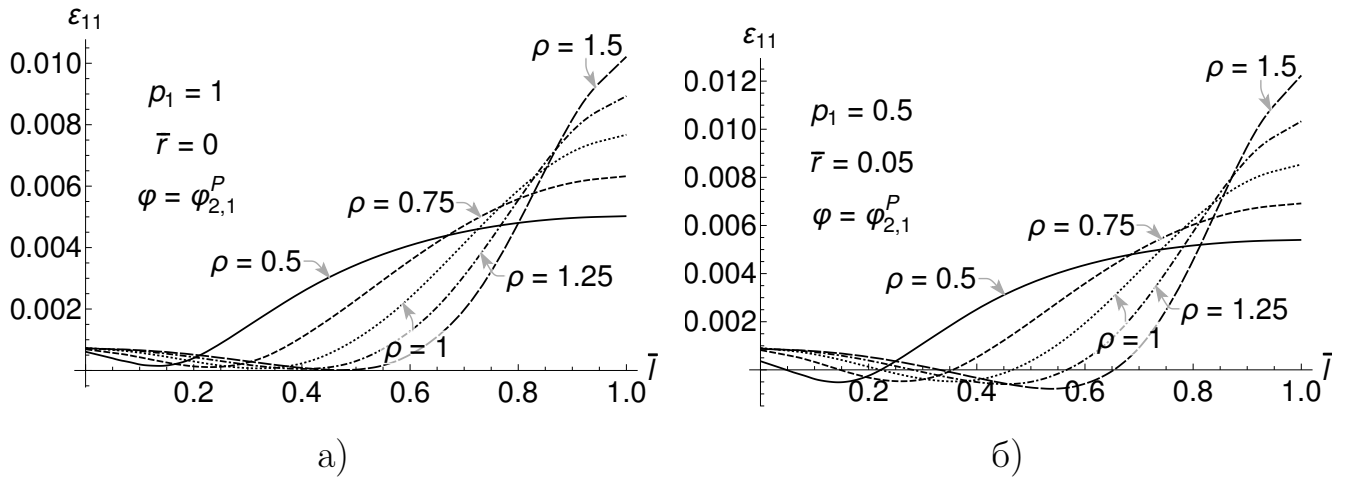 ε₁₁
0.010
0.008
0.006
0.004
0.002
p₁ = 1
r̄ = 0
φ = φᴾ₂,₁
ρ = 1.5
ρ = 0.75
ρ = 0.5
ρ = 1.25
ρ = 1
0.2 0.4 0.6 0.8 1.0
l̄
а)
ε₁₁
0.012
0.010
0.008
0.006
0.004
0.002
p₁ = 0.5
r̄ = 0.05
φ = φᴾ₂,₁
ρ = 1.5
ρ = 0.75
ρ = 0.5
ρ = 1.25
ρ = 1
0.2 0.4 0.6 0.8 1.0
l̄
б)